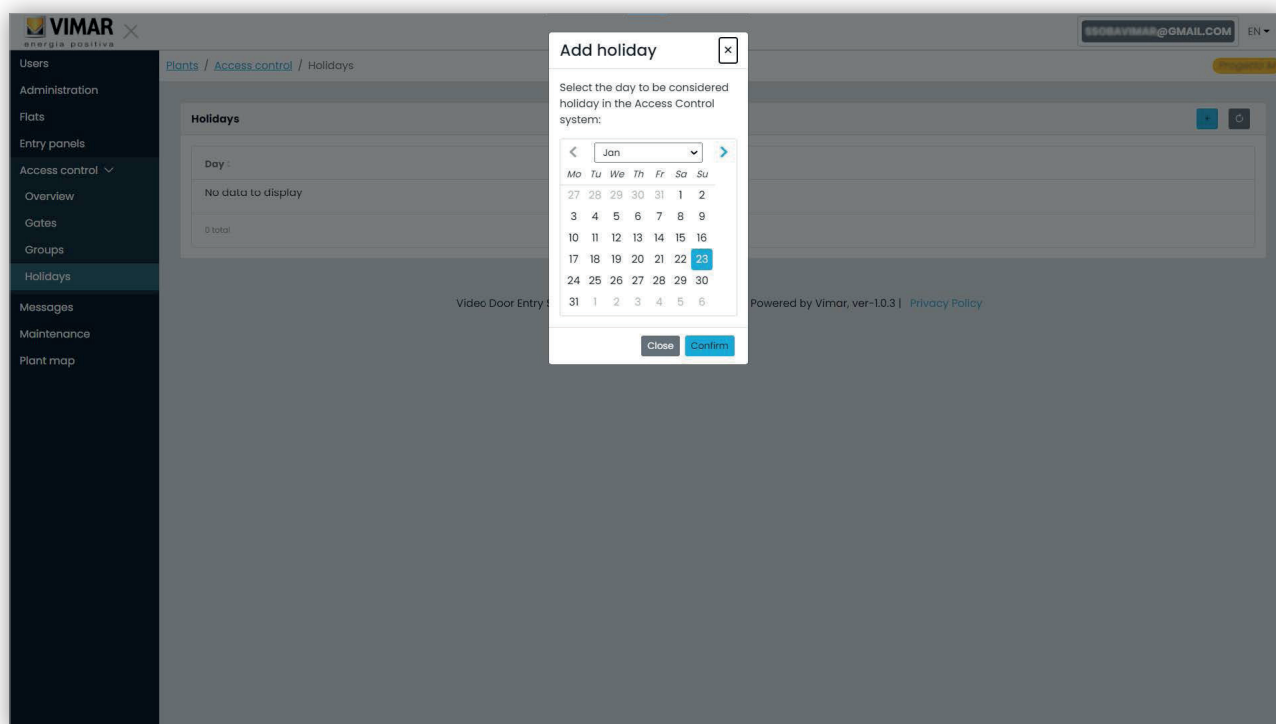 VIMAR
energia positiva
@GMAIL.COM
EN
Users
Administration
Flats
Entry panels
Access control
Overview
Gates
Groups
Holidays
Messages
Maintenance
Plant map
Plants / Access control / Holidays
Holidays
+
Day
No data to display
0 total
Add holiday
×
Select the day to be considered
holiday in the Access Control
system:
Jan
Mo Tu We Th Fr Sa Su
27 28 29 30 31 1 2
3 4 5 6 7 8 9
10 11 12 13 14 15 16
17 18 19 20 21 22 23
24 25 26 27 28 29 30
31 1 2 3 4 5 6
Close Confirm
Video Door Entry Powered by Vimar, ver-1.0.3 | Privacy Policy